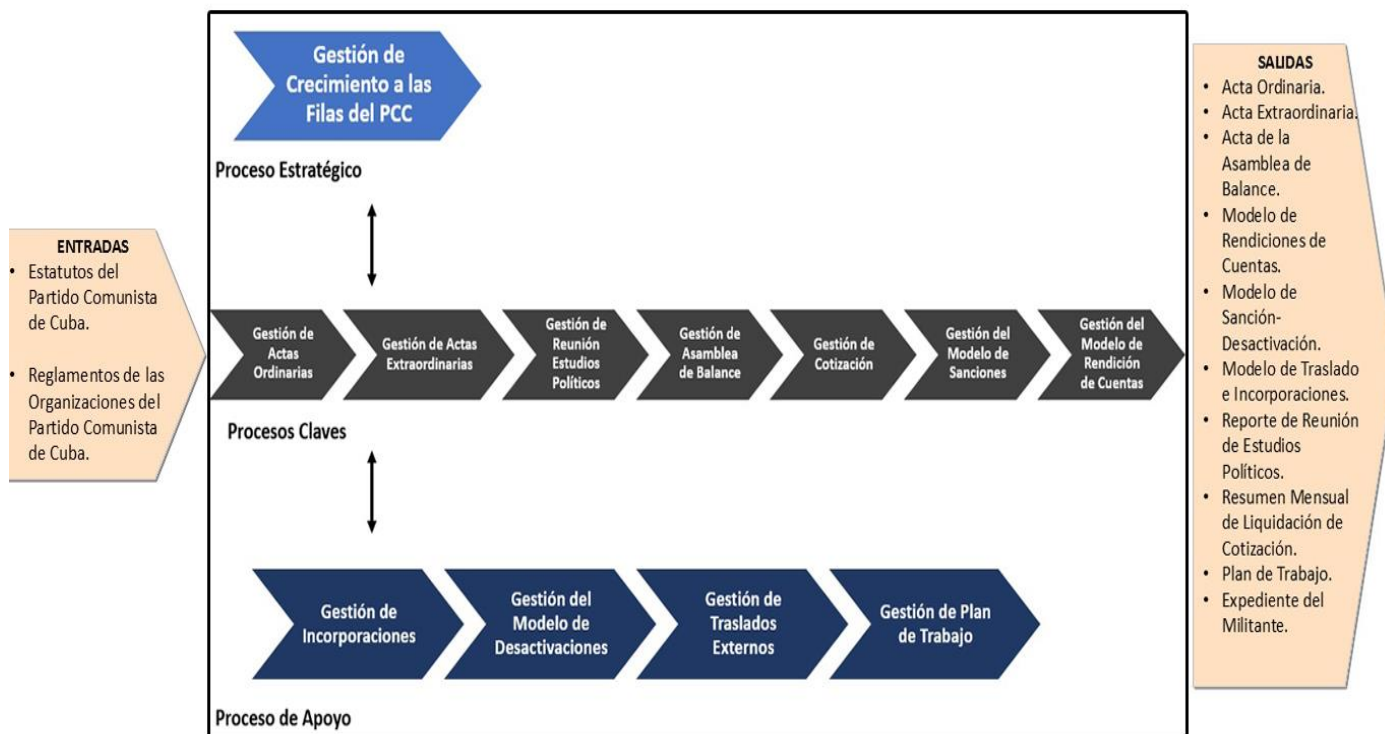 ENTRADAS
• Estatutos del
Partido Comunista
de Cuba.
• Reglamentos de las
Organizaciones del
Partido Comunista
de Cuba.
Gestión de
Crecimiento a las
Filas del PCC
Proceso Estratégico
Gestión de
Actas
Ordinarias
Gestión de Actas
Extraordinarias
Gestión de
Reunión
Estudios
Políticos
Gestión de
Asamblea
de Balance
Gestión de
Cotización
Gestión del
Modelo de
Sanciones
Gestión del
Modelo de
Rendición
de Cuentas
Procesos Claves
Gestión de
Incorporaciones
Gestión del
Modelo de
Desactivaciones
Gestión de
Traslados
Externos
Gestión de Plan
de Trabajo
Proceso de Apoyo
SALIDAS
• Acta Ordinaria.
• Acta Extraordinaria.
• Acta de la
Asamblea de
Balance.
• Modelo de
Rendiciones de
Cuentas.
• Modelo de
Sanción-
Desactivación.
• Modelo de Traslado
e Incorporaciones.
• Reporte de Reunión
de Estudios
Políticos.
• Resumen Mensual
de Liquidación de
Cotización.
• Plan de Trabajo.
• Expediente del
Militante.